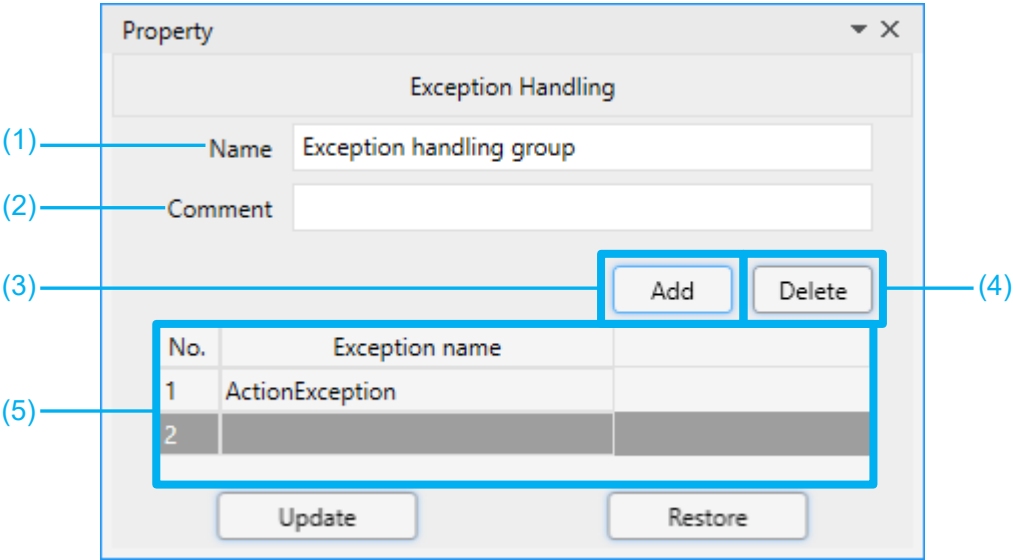 Property
Exception Handling
(1) Name Exception handling group
(2) Comment
(3) Add Delete (4)
No. Exception name
1 ActionException
(5)
2
Update Restore